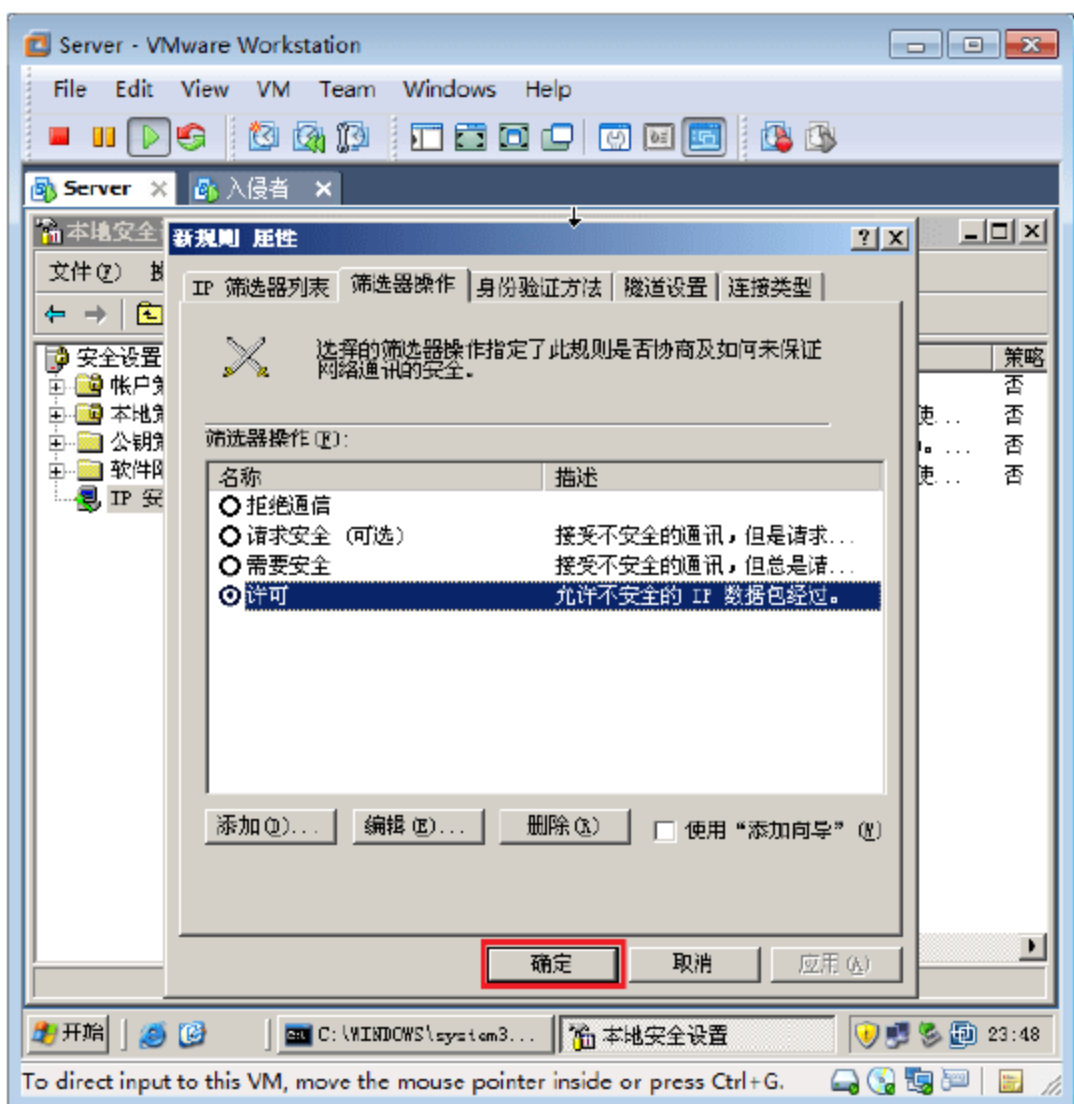 Server - VMware Workstation
File Edit View VM Team Windows Help
Server 入侵者
本地安全
新规则 属性
文件(F)
IP 筛选器列表 筛选器操作 身份验证方法 隧道设置 连接类型
选择的筛选器操作指定了此规则是否协商及如何来保证
网络通讯的安全。
安全设置 策略
帐户策 否
本地策 使... 否
公钥策 ... 否
软件限 使... 否
IP 安
筛选器操作(F):
名称 描述
拒绝通信
请求安全 (可选) 接受不安全的通讯，但是请求...
需要安全 接受不安全的通讯，但总是请...
许可 允许不安全的 IP 数据包经过。
添加(D)... 编辑(E)... 删除(R) 使用“添加向导”(W)
确定 取消 应用(A)
开始 C:\WINDOWS\system3... 本地安全设置 23:48
To direct input to this VM, move the mouse pointer inside or press Ctrl+G.